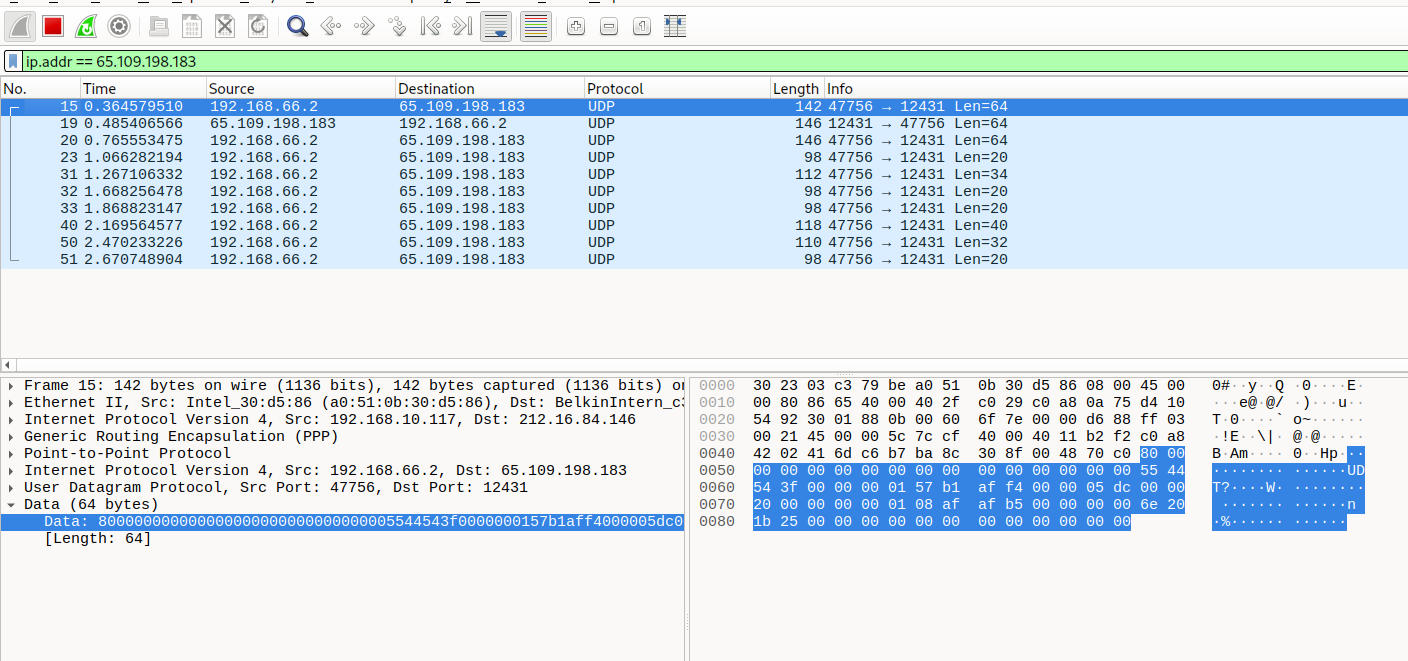 ip.addr == 65.109.198.183
No. Time Source Destination Protocol Length Info
15 0.364579510 192.168.66.2 65.109.198.183 UDP 142 47756 → 12431 Len=64
19 0.485406566 65.109.198.183 192.168.66.2 UDP 146 12431 → 47756 Len=64
20 0.765553475 192.168.66.2 65.109.198.183 UDP 146 47756 → 12431 Len=64
23 1.066282194 192.168.66.2 65.109.198.183 UDP 98 47756 → 12431 Len=20
31 1.267106332 192.168.66.2 65.109.198.183 UDP 112 47756 → 12431 Len=34
32 1.668256478 192.168.66.2 65.109.198.183 UDP 98 47756 → 12431 Len=20
33 1.868823147 192.168.66.2 65.109.198.183 UDP 98 47756 → 12431 Len=20
40 2.169564577 192.168.66.2 65.109.198.183 UDP 118 47756 → 12431 Len=40
50 2.470233226 192.168.66.2 65.109.198.183 UDP 110 47756 → 12431 Len=32
51 2.670748904 192.168.66.2 65.109.198.183 UDP 98 47756 → 12431 Len=20
Frame 15: 142 bytes on wire (1136 bits), 142 bytes captured (1136 bits) or
Ethernet II, Src: Intel_30:d5:86 (a0:51:0b:30:d5:86), Dst: BelkinIntern_c3
Internet Protocol Version 4, Src: 192.168.10.117, Dst: 212.16.84.146
Generic Routing Encapsulation (PPP)
Point-to-Point Protocol
Internet Protocol Version 4, Src: 192.168.66.2, Dst: 65.109.198.183
User Datagram Protocol, Src Port: 47756, Dst Port: 12431
Data (64 bytes)
Data: 800000000000000000000000000000005544543f0000000157b1aff4000005dc0
[Length: 64]
0000 30 23 03 c3 79 be a0 51 0b 30 d5 86 08 00 45 00 0#··y··Q ·0····E·
0010 00 80 86 65 40 00 40 2f c0 29 c0 a8 0a 75 d4 10 ···e@·@/ ·)···u··
0020 54 92 30 01 88 0b 00 60 6f 7e 00 00 d6 88 ff 03 T·0····` o~······
0030 00 21 45 00 00 5c 7c cf 40 00 40 11 b2 f2 c0 a8 ·!E··\|· @·@·····
0040 42 02 41 6d c6 b7 ba 8c 30 8f 00 48 70 c0 80 00 B·Am···· 0··Hp···
0050 00 00 00 00 00 00 00 00 00 00 00 00 00 00 55 44 ········ ······UD
0060 54 3f 00 00 00 01 57 b1 af f4 00 00 05 dc 00 00 T?····W· ········
0070 20 00 00 00 00 01 08 af af b5 00 00 00 00 6e 20  ······· ······n 
0080 1b 25 00 00 00 00 00 00 00 00 00 00 00 00 ·%······ ······